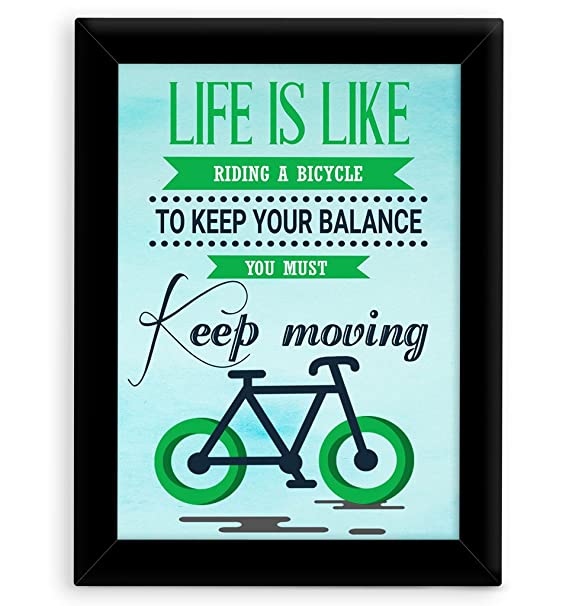 LIFE IS LIKE
RIDING A BICYCLE
TO KEEP YOUR BALANCE
YOU MUST
Keep moving